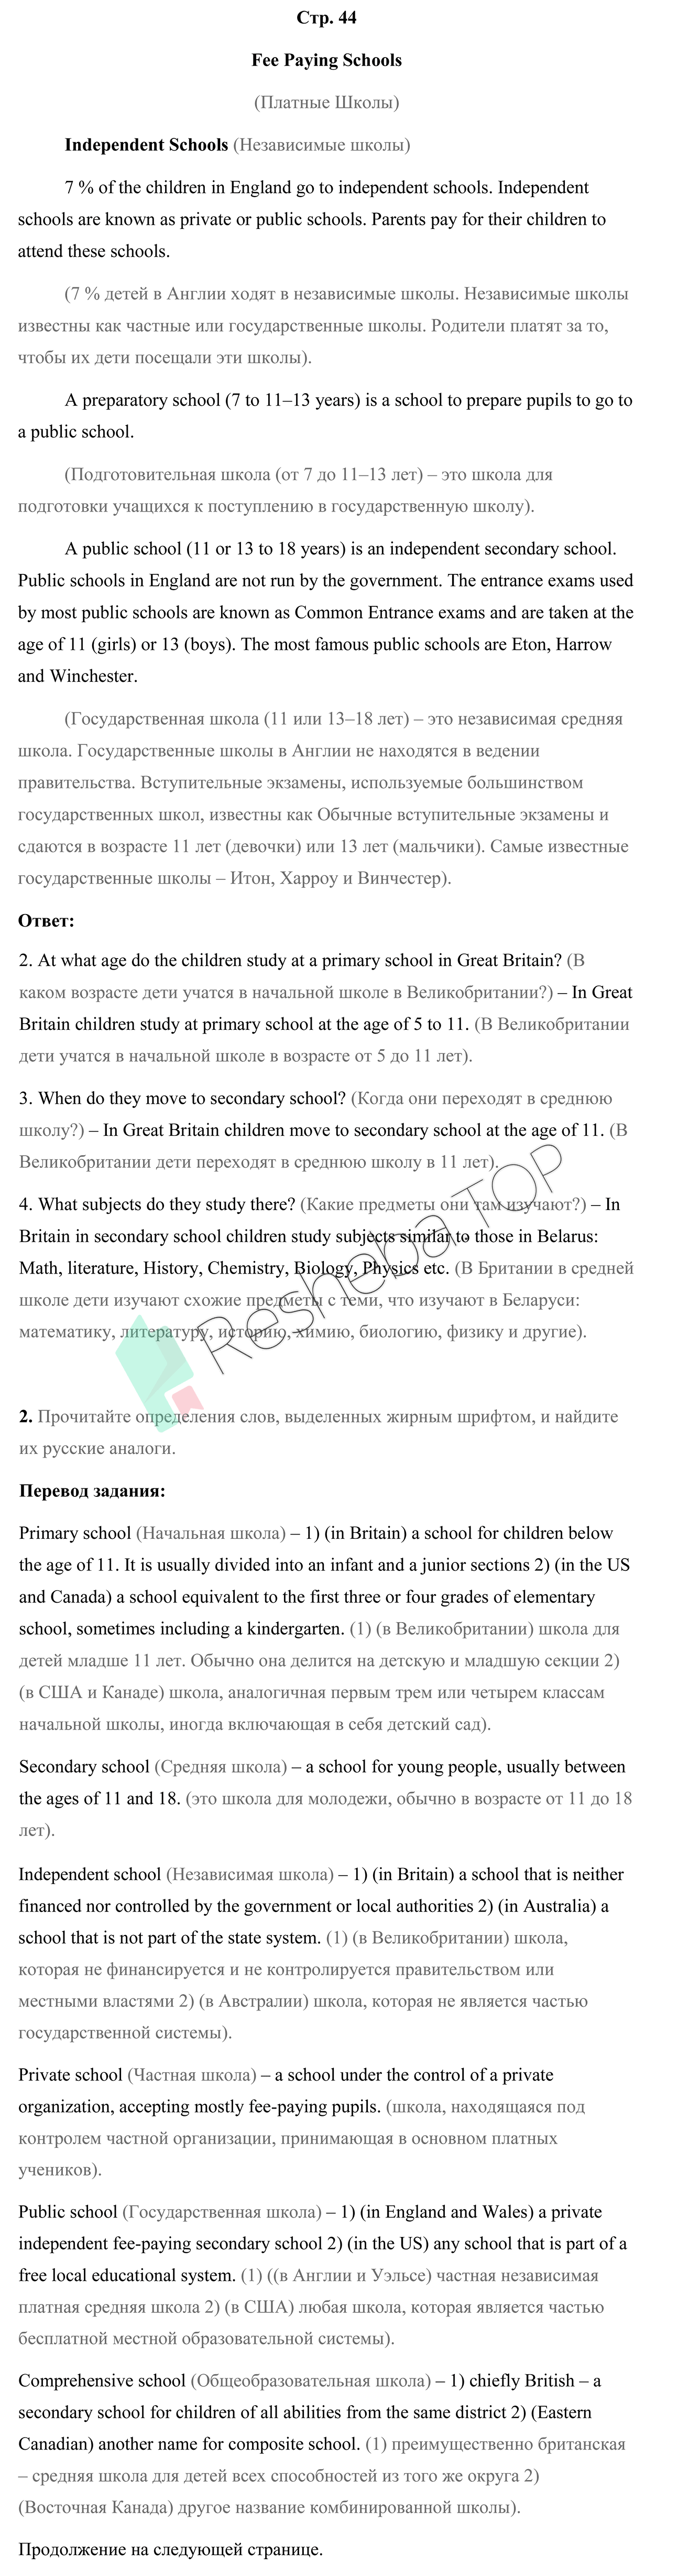 Стр. 44
Fee Paying Schools
(Платные Школы)
Independent Schools (Независимые школы)
7 % of the children in England go to independent schools. Independent
schools are known as private or public schools. Parents pay for their children to
attend these schools.
(7 % детей в Англии ходят в независимые школы. Независимые школы
известны как частные или государственные школы. Родители платят за то,
чтобы их дети посещали эти школы).
A preparatory school (7 to 11–13 years) is a school to prepare pupils to go to
a public school.
(Подготовительная школа (от 7 до 11–13 лет) – это школа для
подготовки учащихся к поступлению в государственную школу).
A public school (11 or 13 to 18 years) is an independent secondary school.
Public schools in England are not run by the government. The entrance exams used
by most public schools are known as Common Entrance exams and are taken at the
age of 11 (girls) or 13 (boys). The most famous public schools are Eton, Harrow
and Winchester.
(Государственная школа (11 или 13–18 лет) – это независимая средняя
школа. Государственные школы в Англии не находятся в ведении
правительства. Вступительные экзамены, используемые большинством
государственных школ, известны как Обычные вступительные экзамены и
сдаются в возрасте 11 лет (девочки) или 13 лет (мальчики). Самые известные
государственные школы – Итон, Харроу и Винчестер).
Ответ:
2. At what age do the children study at a primary school in Great Britain? (В
каком возрасте дети учатся в начальной школе в Великобритании?) – In Great
Britain children study at primary school at the age of 5 to 11. (В Великобритании
дети учатся в начальной школе в возрасте от 5 до 11 лет).
3. When do they move to secondary school? (Когда они переходят в среднюю
школу?) – In Great Britain children move to secondary school at the age of 11. (В
Великобритании дети переходят в среднюю школу в 11 лет).
4. What subjects do they study there? (Какие предметы они там изучают?) – In
Britain in secondary school children study subjects similar to those in Belarus:
Math, literature, History, Chemistry, Biology, Physics etc. (В Британии в средней
школе дети изучают схожие предметы с теми, что изучают в Беларуси:
математику, литературу, историю, химию, биологию, физику и другие).
Resheba TOP
2. Прочитайте определения слов, выделенных жирным шрифтом, и найдите
их русские аналоги.
Перевод задания:
Primary school (Начальная школа) – 1) (in Britain) a school for children below
the age of 11. It is usually divided into an infant and a junior sections 2) (in the US
and Canada) a school equivalent to the first three or four grades of elementary
school, sometimes including a kindergarten. (1) (в Великобритании) школа для
детей младше 11 лет. Обычно она делится на детскую и младшую секции 2)
(в США и Канаде) школа, аналогичная первым трем или четырем классам
начальной школы, иногда включающая в себя детский сад).
Secondary school (Средняя школа) – a school for young people, usually between
the ages of 11 and 18. (это школа для молодежи, обычно в возрасте от 11 до 18
лет).
Independent school (Независимая школа) – 1) (in Britain) a school that is neither
financed nor controlled by the government or local authorities 2) (in Australia) a
school that is not part of the state system. (1) (в Великобритании) школа,
которая не финансируется и не контролируется правительством или
местными властями 2) (в Австралии) школа, которая не является частью
государственной системы).
Private school (Частная школа) – a school under the control of a private
organization, accepting mostly fee-paying pupils. (школа, находящаяся под
контролем частной организации, принимающая в основном платных
учеников).
Public school (Государственная школа) – 1) (in England and Wales) a private
independent fee-paying secondary school 2) (in the US) any school that is part of a
free local educational system. (1) ((в Англии и Уэльсе) частная независимая
платная средняя школа 2) (в США) любая школа, которая является частью
бесплатной местной образовательной системы).
Comprehensive school (Общеобразовательная школа) – 1) chiefly British – a
secondary school for children of all abilities from the same district 2) (Eastern
Canadian) another name for composite school. (1) преимущественно британская
– средняя школа для детей всех способностей из того же округа 2)
(Восточная Канада) другое название комбинированной школы).
Продолжение на следующей странице.